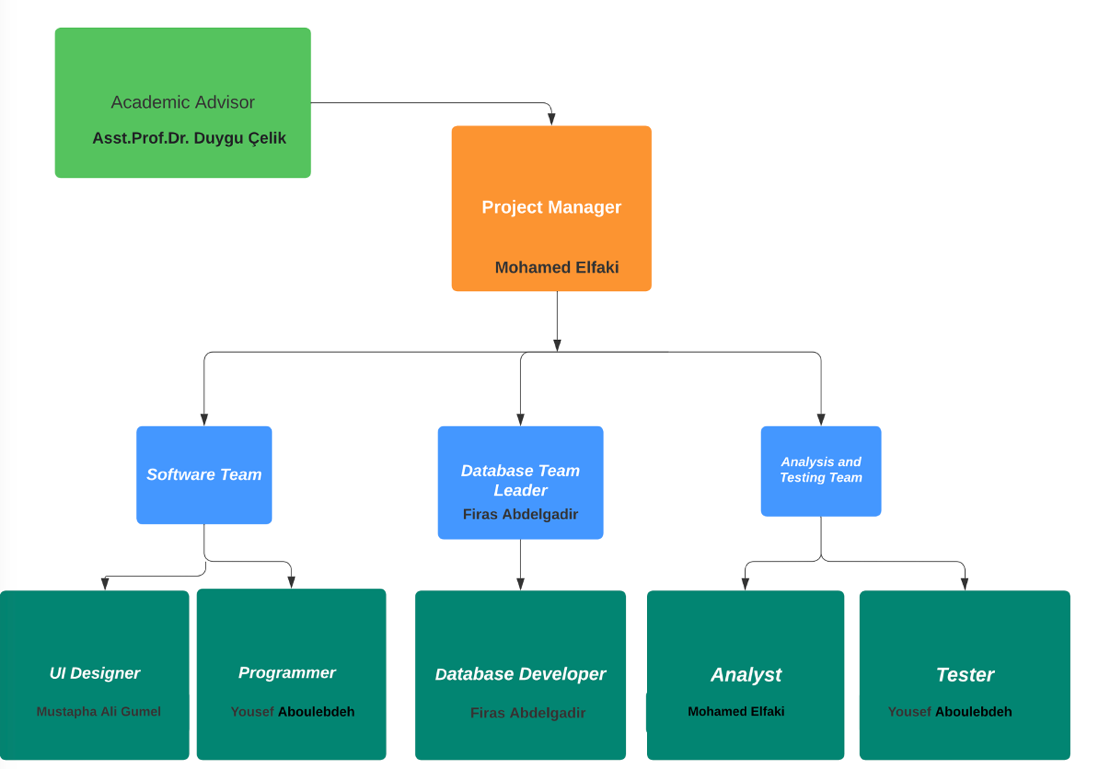 Academic Advisor
Asst.Prof.Dr. Duygu Çelik
Project Manager
Mohamed Elfaki
Software Team
Database Team
Leader
Firas Abdelgadir
Analysis and
Testing Team
UI Designer
Mustapha Ali Gumel
Programmer
Yousef Aboulebdeh
Database Developer
Firas Abdelgadir
Analyst
Mohamed Elfaki
Tester
Yousef Aboulebdeh